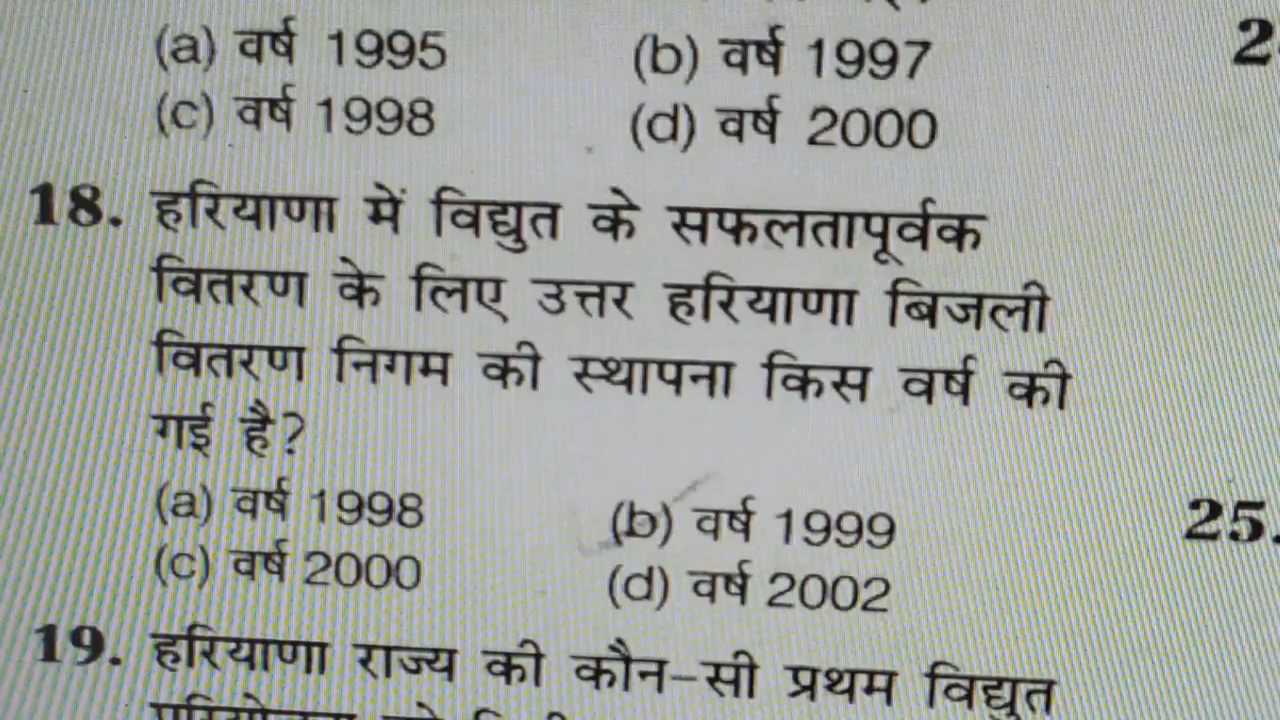 (a) वर्ष 1995 (b) वर्ष 1997
(c) वर्ष 1998 (d) वर्ष 2000
18. हरियाणा में विद्युत के सफलतापूर्वक
वितरण के लिए उत्तर हरियाणा बिजली
वितरण निगम की स्थापना किस वर्ष की
गई है?
(a) वर्ष 1998 (b) वर्ष 1999
(c) वर्ष 2000 (d) वर्ष 2002
19. हरियाणा राज्य की कौन-सी प्रथम विद्युत
2
25.